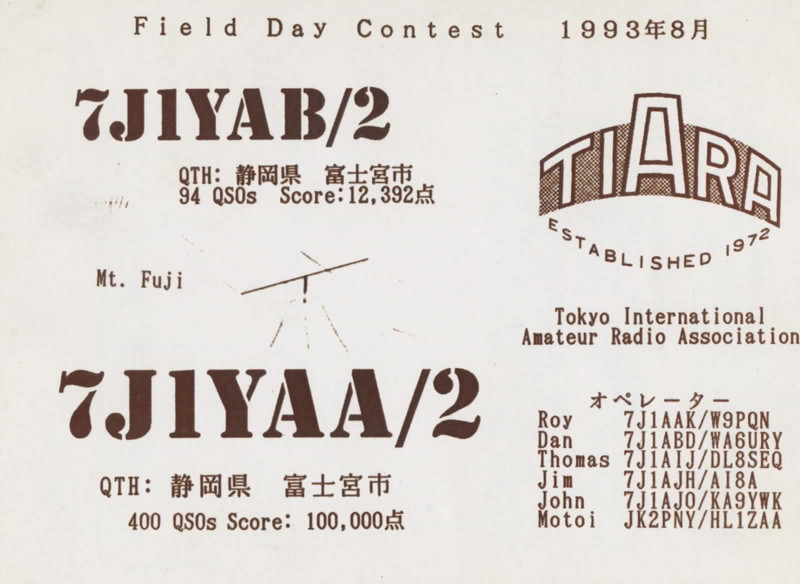 Field Day Contest 1993年8月
7J1YAB/2
QTH: 静岡県 富士宮市
94 QSOs Score:12,392点
TIARA
ESTABLISHED 1972
Mt. Fuji
Tokyo International
Amateur Radio Association
7J1YAA/2
QTH: 静岡県 富士宮市
400 QSOs Score: 100,000点
オペレーター
Roy 7J1AAK/W9PQN
Dan 7J1ABD/WA6URY
Thomas 7J1AIJ/DL8SEQ
Jim 7J1AJH/AI8A
John 7J1AJO/KA9YWK
Motoi JK2PNY/HL1ZAA